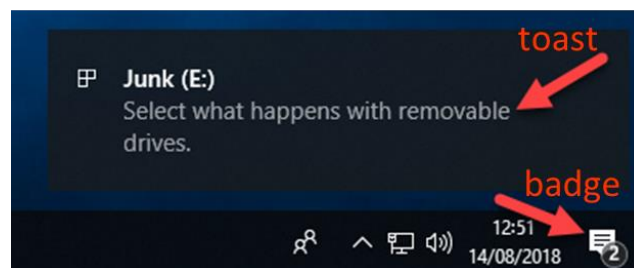 toast
Junk (E:)
Select what happens with removable
drives.
badge
12:51
14/08/2018
2